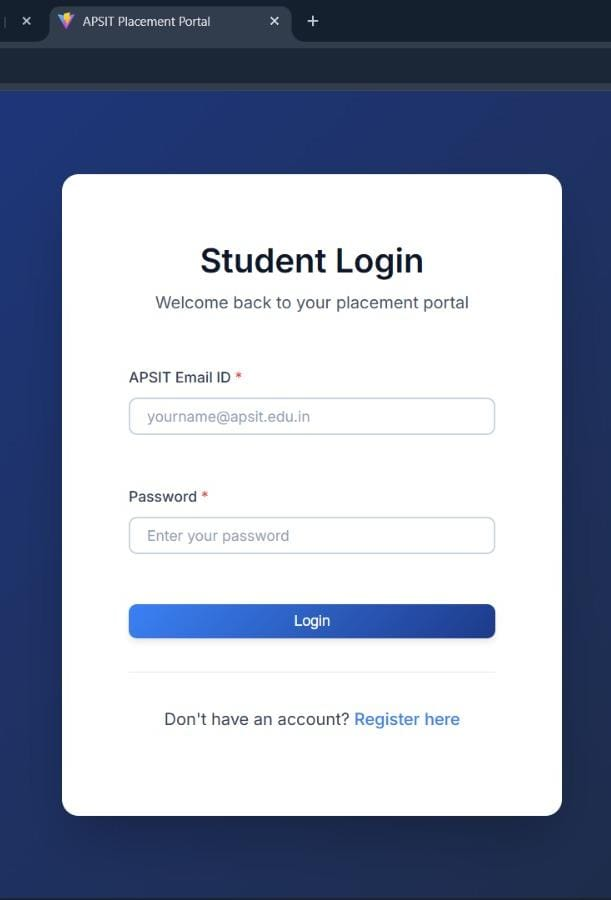 APSIT Placement Portal
Student Login
Welcome back to your placement portal
APSIT Email ID *
yourname@apsit.edu.in
Password *
Enter your password
Login
Don't have an account? Register here